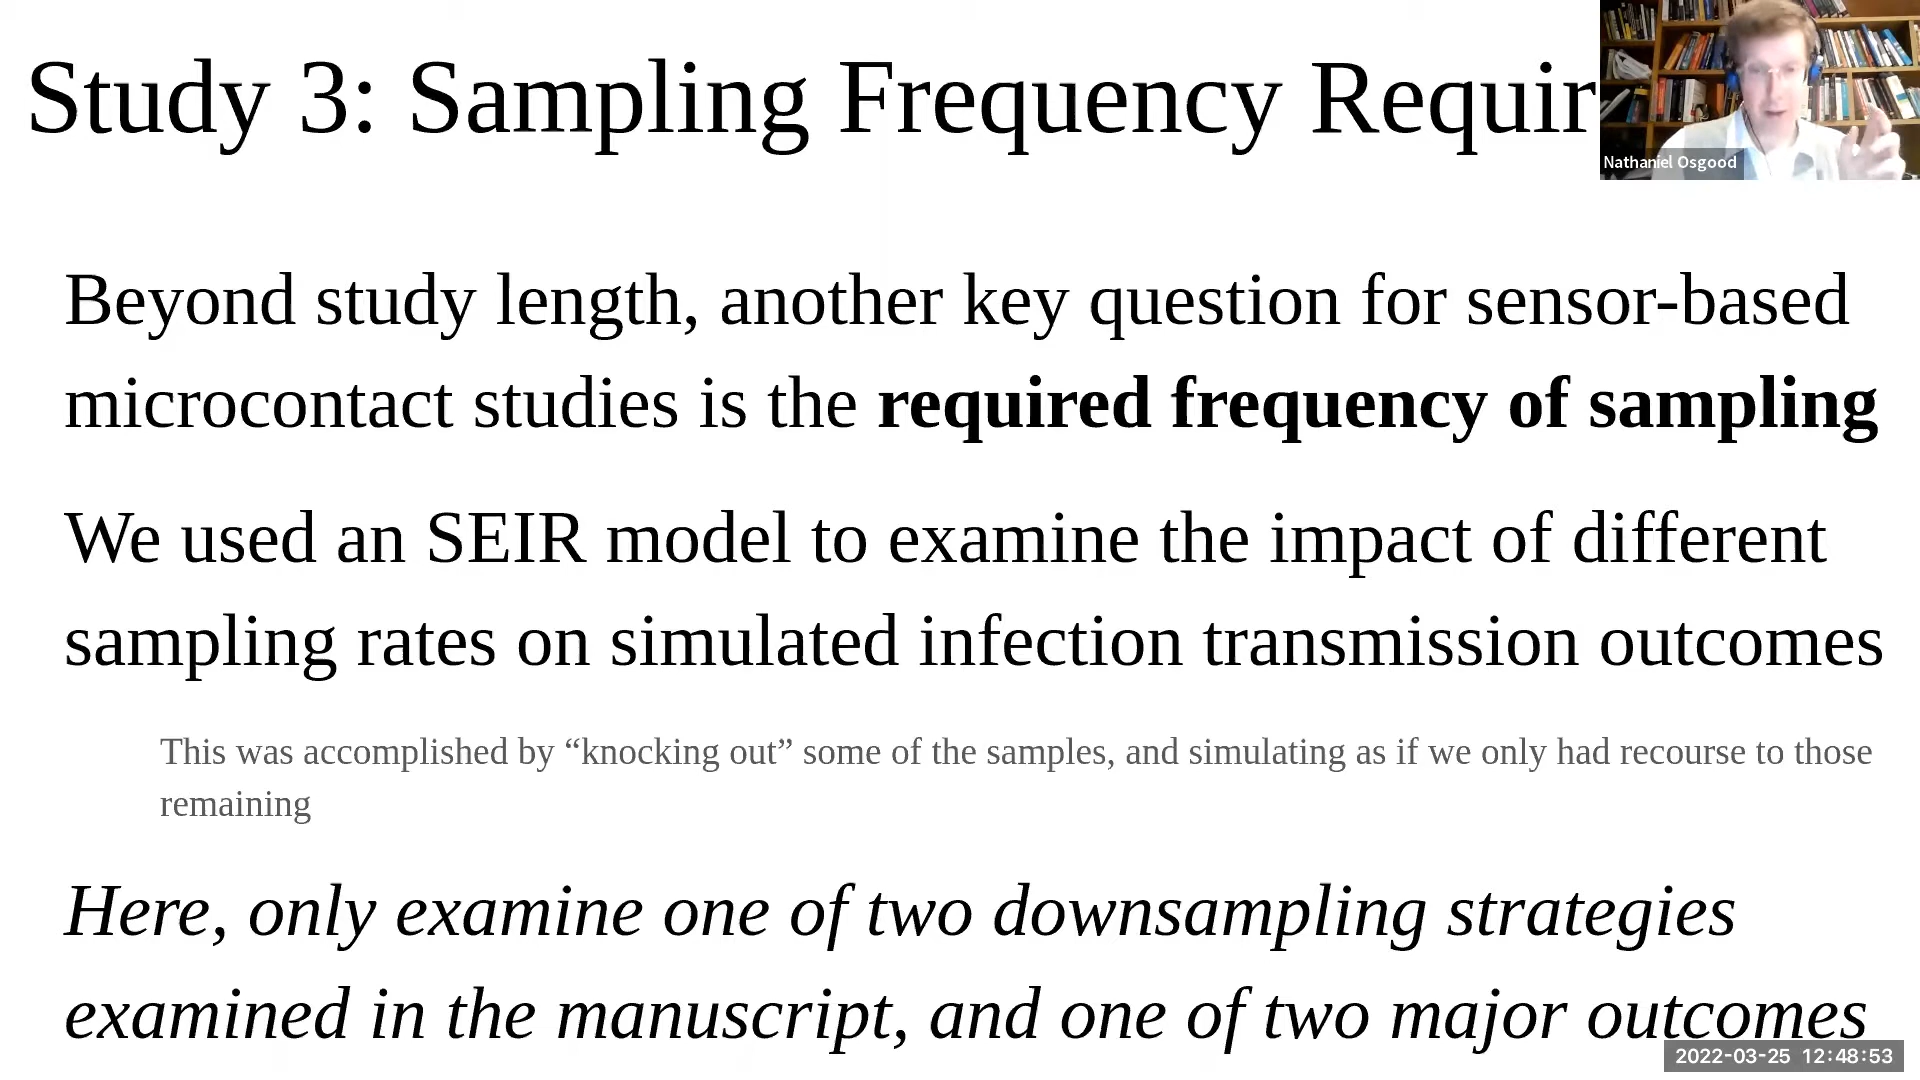 Study 3: Sampling Frequency Requir
Nathaniel Osgood
Beyond study length, another key question for sensor-based
microcontact studies is the required frequency of sampling
We used an SEIR model to examine the impact of different
sampling rates on simulated infection transmission outcomes
This was accomplished by “knocking out” some of the samples, and simulating as if we only had recourse to those
remaining
Here, only examine one of two downsampling strategies
examined in the manuscript, and one of two major outcomes
2022-03-25 12:48:53